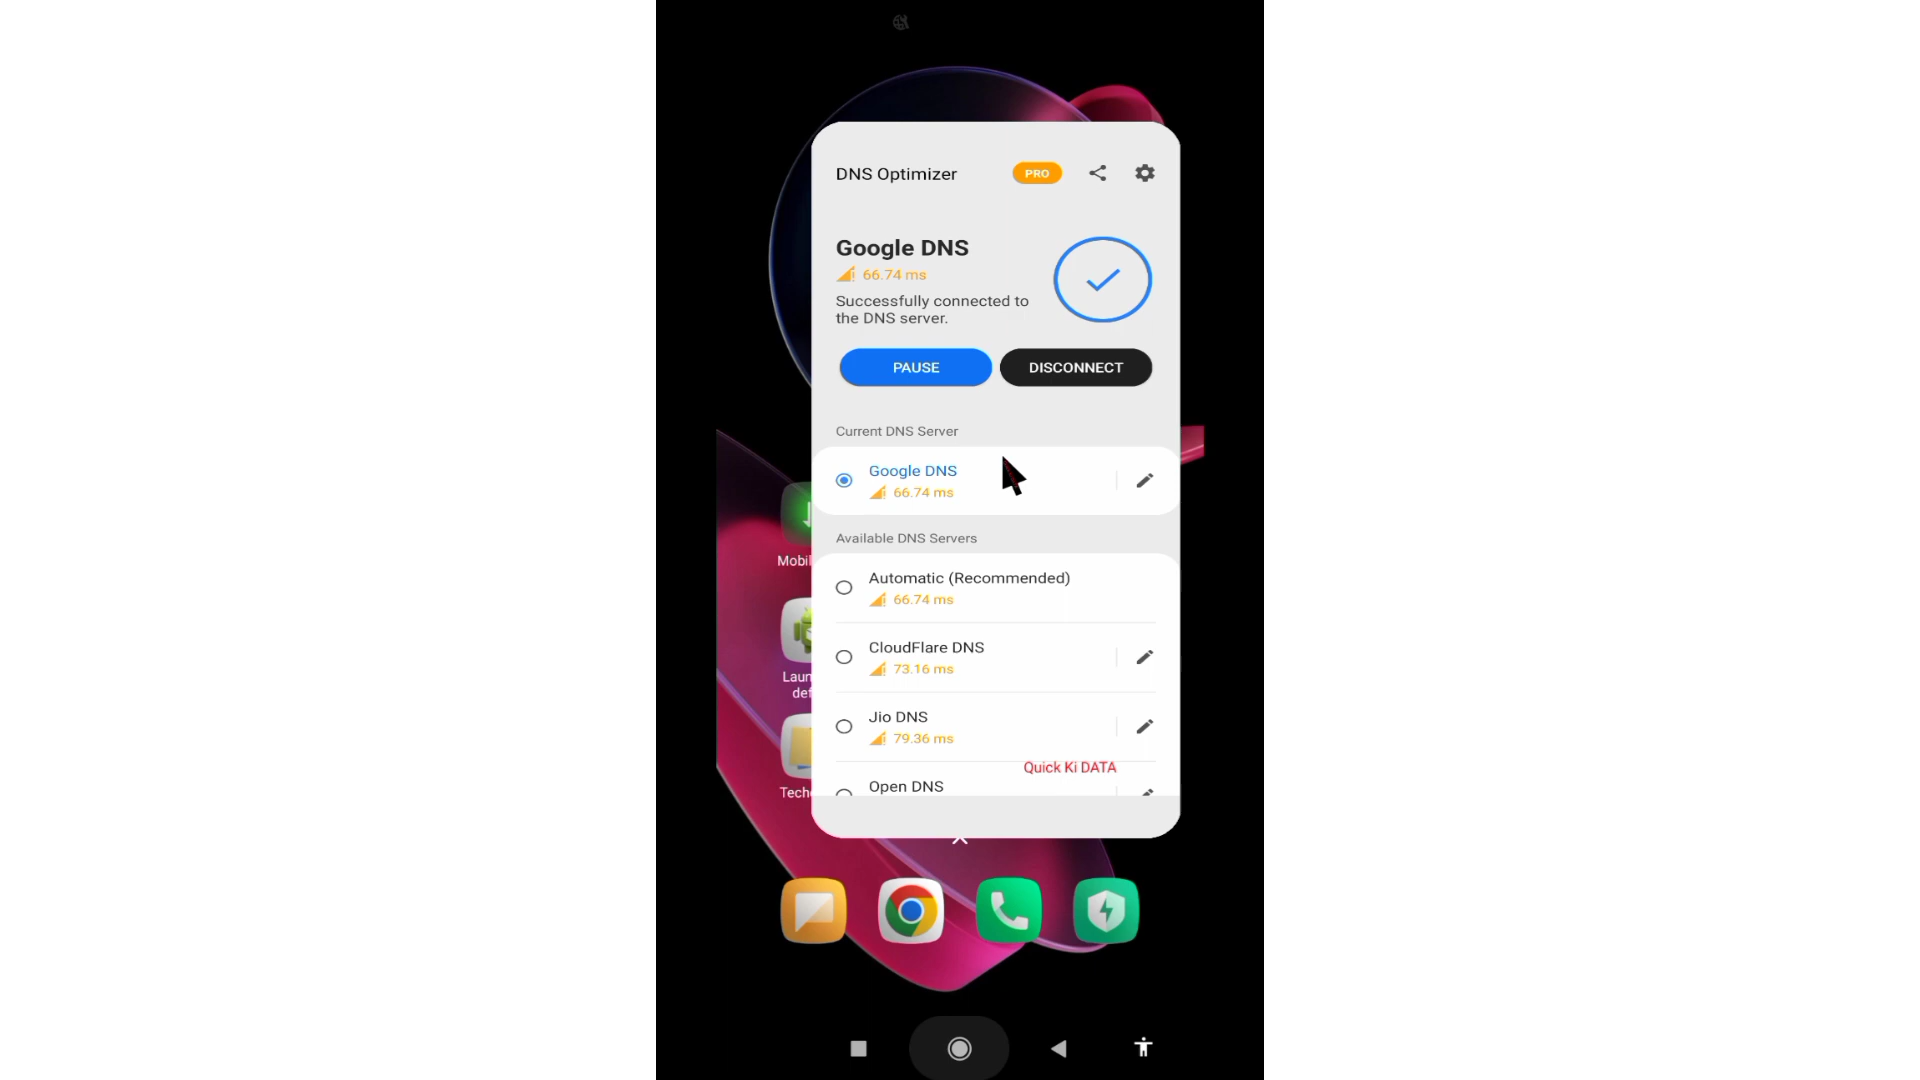 DNS Optimizer
PRO
Google DNS
66.74 ms
Successfully connected to
the DNS server.
PAUSE
DISCONNECT
Current DNS Server
Google DNS
66.74 ms
Available DNS Servers
Automatic (Recommended)
66.74 ms
CloudFlare DNS
73.16 ms
Jio DNS
79.36 ms
Quick Ki DATA
Open DNS
Mobil
Laun
def
Tech